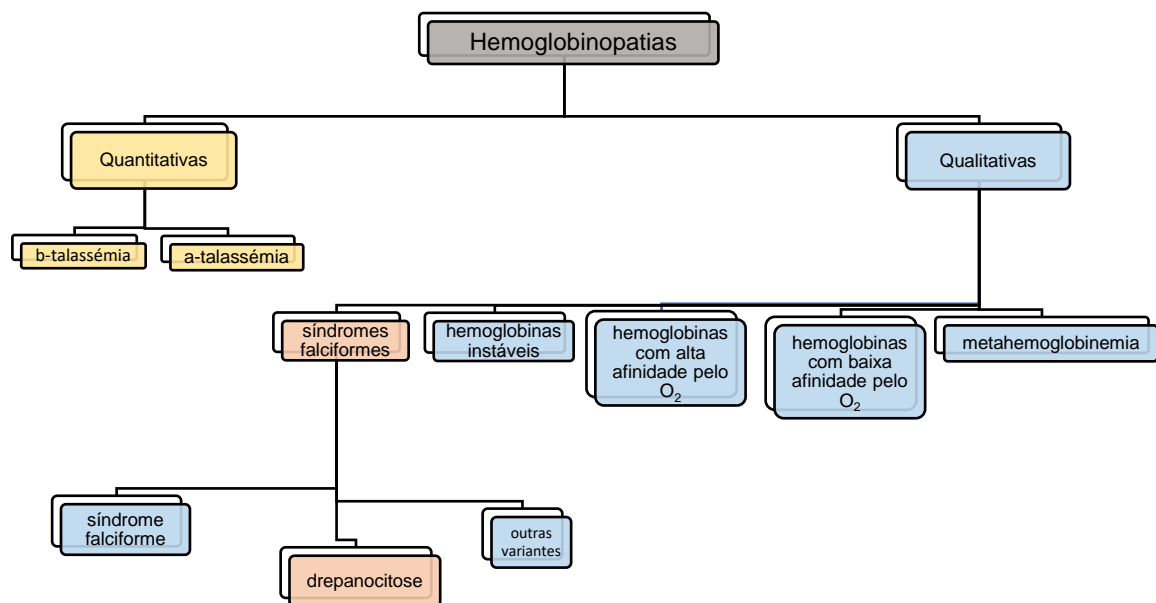 Hemoglobinopatias
Quantitativas
Qualitativas
b-talassémia
a-talassémia
síndromes
falciformes
hemoglobinas
instáveis
hemoglobinas
com alta
afinidade pelo
O₂
hemoglobinas
com baixa
afinidade pelo
O₂
metahemoglobinemia
síndrome
falciforme
drepanocitose
outras
variantes